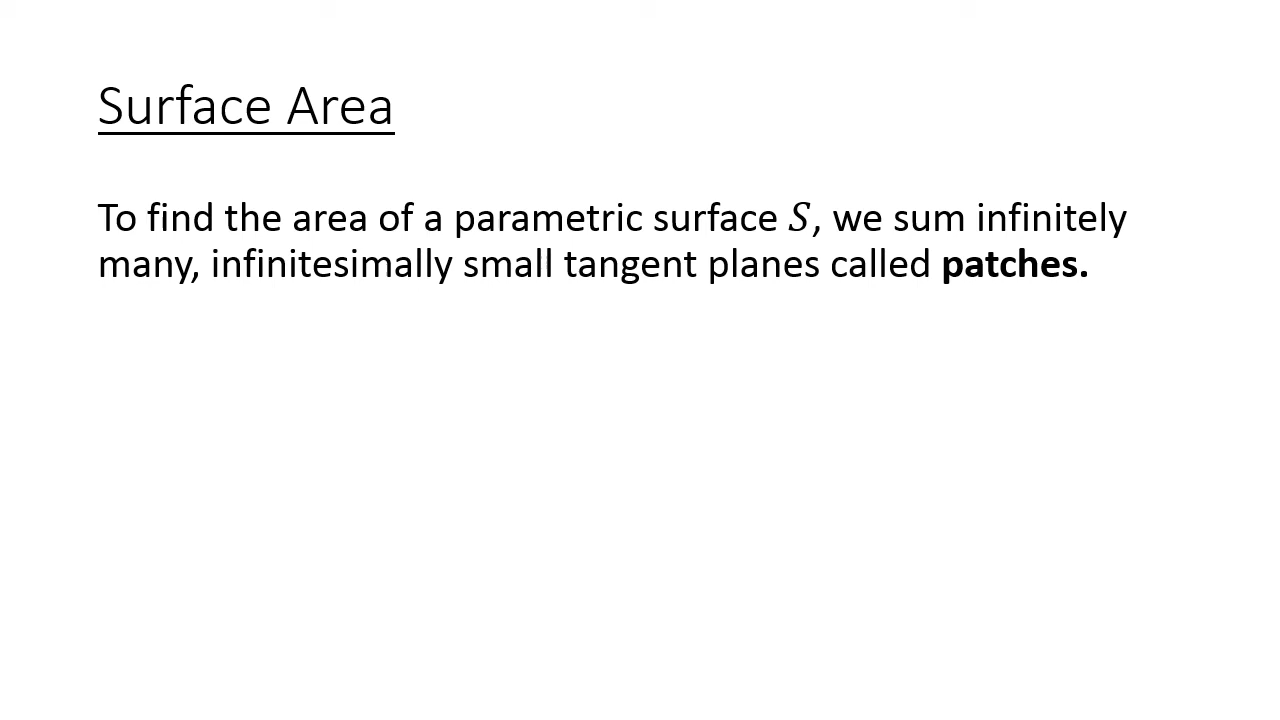 Surface Area
To find the area of a parametric surface S, we sum infinitely
many, infinitesimally small tangent planes called patches.